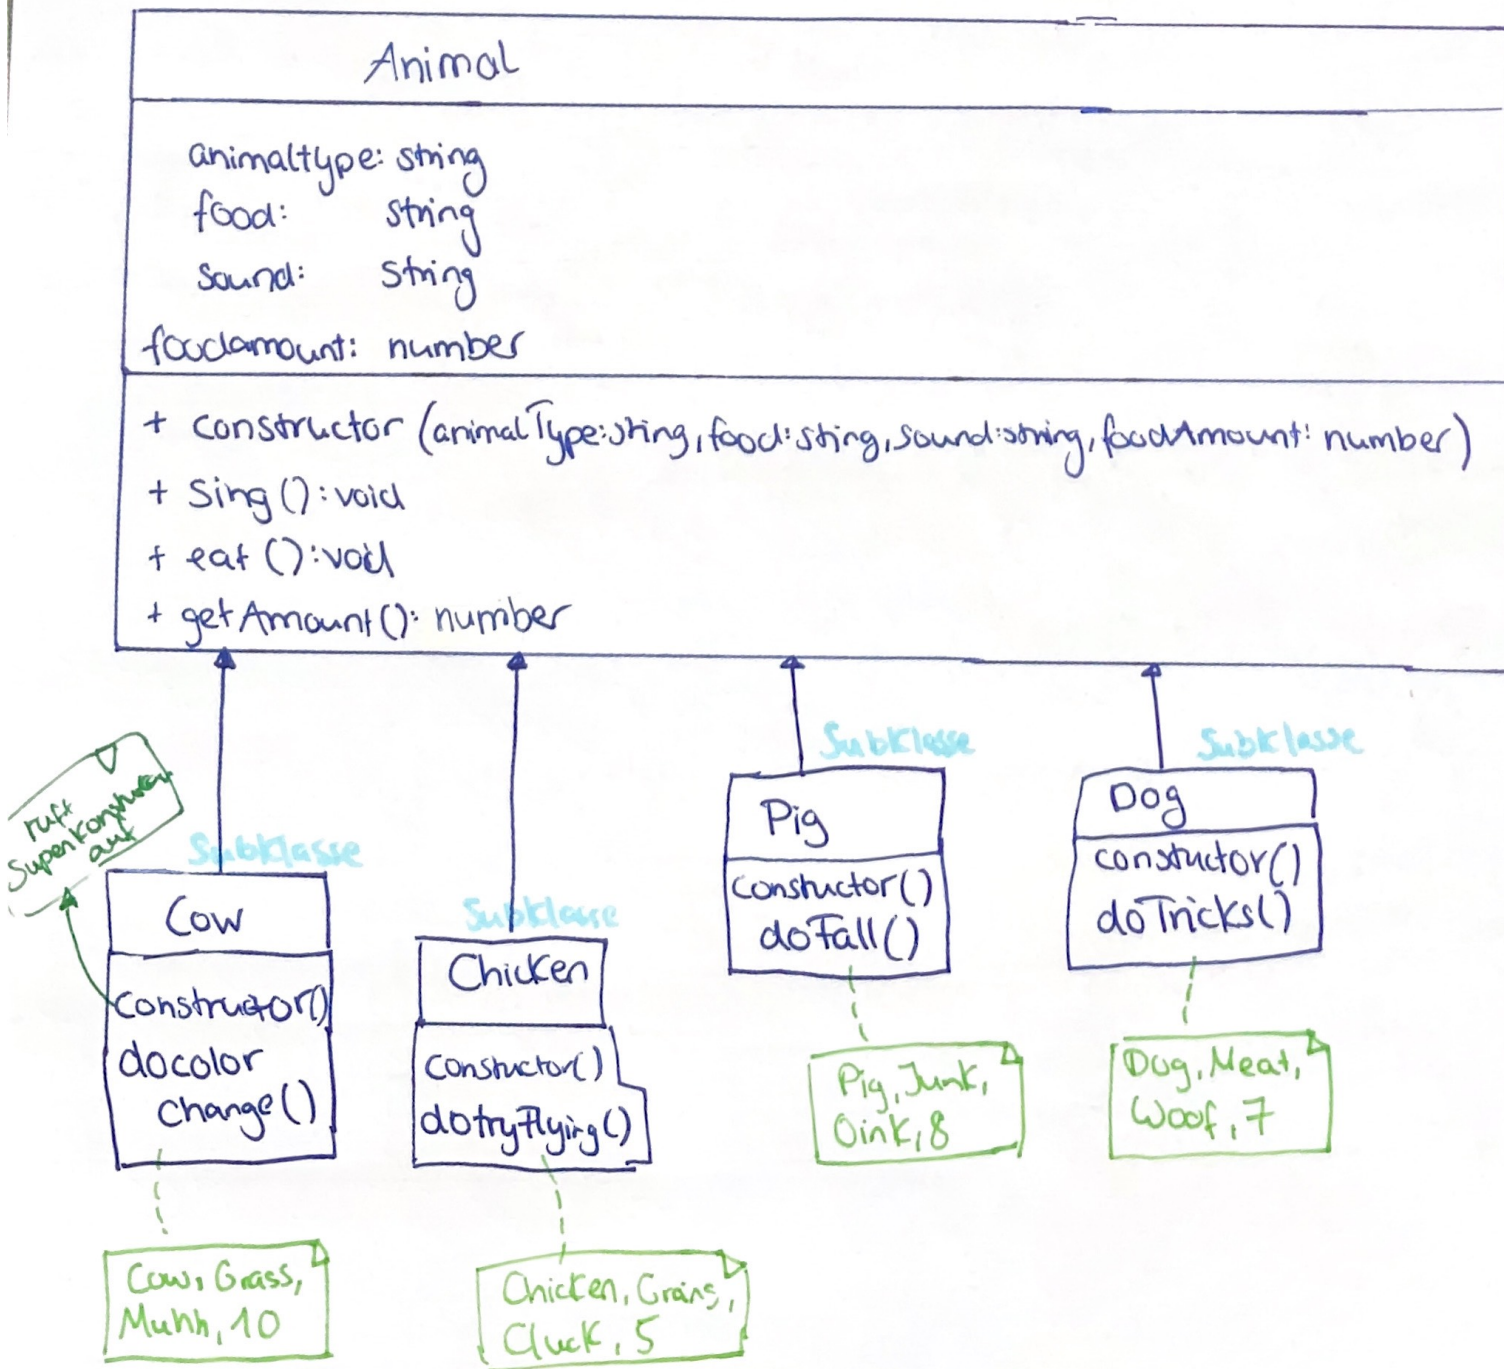 Animal
animaltype: string
food: string
sound: string
foodamount: number
+ constructor (animalType:string, food:string, sound:string, foodAmount: number)
+ Sing(): void
+ eat(): void
+ getAmount(): number
ruft
Superkonstruktor
auf
Subklasse
Cow
constructor()
docolor
change()
Cow, Grass,
Muhh, 10
Subklasse
Chicken
constuctor()
dotryFlying()
Chicken, Grains,
Cluck, 5
Subklasse
Pig
constuctor()
doFall()
Pig, Junk,
Oink, 8
Subklasse
Dog
constuctor()
doTricks()
Dog, Meat,
Woof, 7